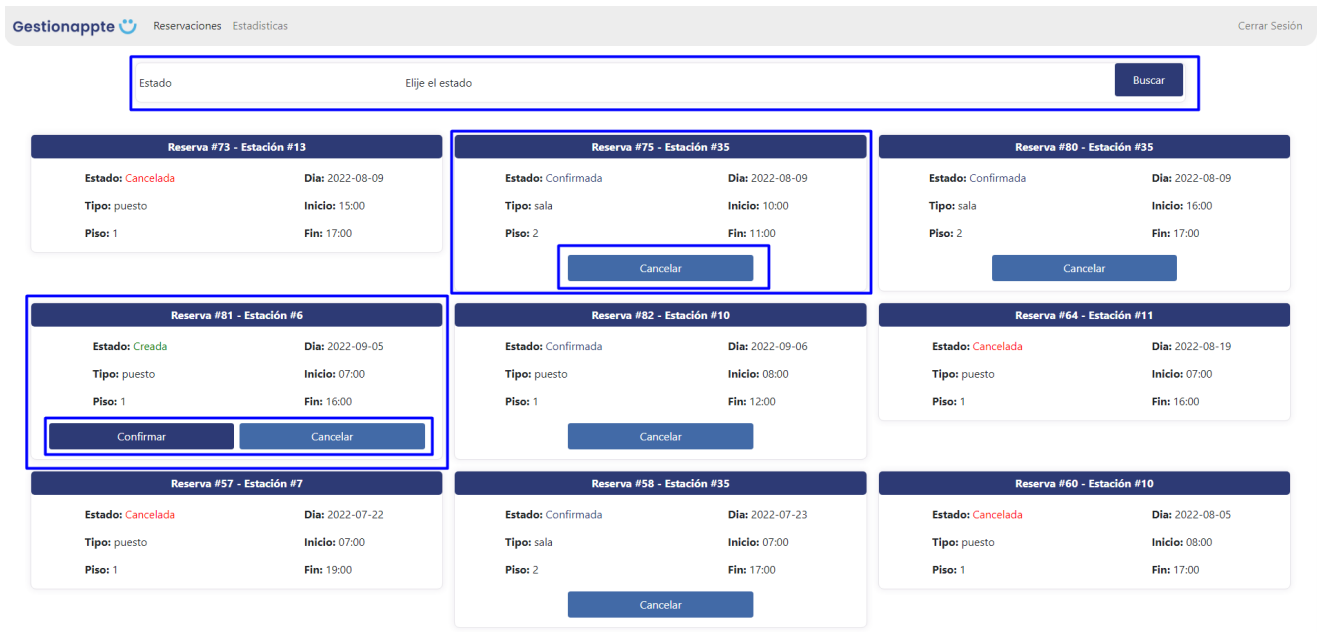 Gestionappte Reservaciones Estadisticas Cerrar Sesión
Estado Elije el estado Buscar
Reserva #73 - Estación #13
Estado: Cancelada Dia: 2022-08-09
Tipo: puesto Inicio: 15:00
Piso: 1 Fin: 17:00
Reserva #75 - Estación #35
Estado: Confirmada Dia: 2022-08-09
Tipo: sala Inicio: 10:00
Piso: 2 Fin: 11:00
Cancelar
Reserva #80 - Estación #35
Estado: Confirmada Dia: 2022-08-09
Tipo: sala Inicio: 16:00
Piso: 2 Fin: 17:00
Cancelar
Reserva #81 - Estación #6
Estado: Creada Dia: 2022-09-05
Tipo: puesto Inicio: 07:00
Piso: 1 Fin: 16:00
Confirmar Cancelar
Reserva #82 - Estación #10
Estado: Confirmada Dia: 2022-09-06
Tipo: puesto Inicio: 08:00
Piso: 1 Fin: 12:00
Cancelar
Reserva #64 - Estación #11
Estado: Cancelada Dia: 2022-08-19
Tipo: puesto Inicio: 07:00
Piso: 1 Fin: 16:00
Reserva #57 - Estación #7
Estado: Cancelada Dia: 2022-07-22
Tipo: puesto Inicio: 07:00
Piso: 1 Fin: 19:00
Reserva #58 - Estación #35
Estado: Confirmada Dia: 2022-07-23
Tipo: sala Inicio: 07:00
Piso: 2 Fin: 17:00
Cancelar
Reserva #60 - Estación #10
Estado: Cancelada Dia: 2022-08-05
Tipo: puesto Inicio: 08:00
Piso: 1 Fin: 17:00